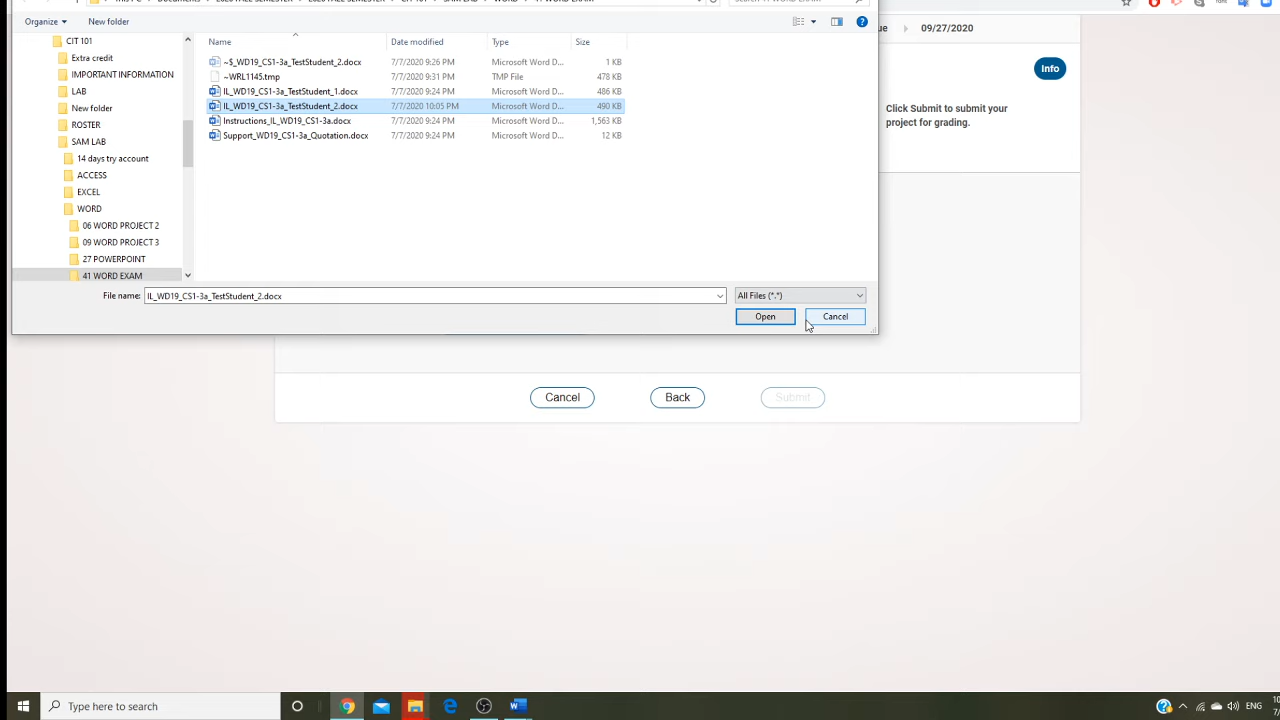 Organize New folder
ue 09/27/2020
CIT 101
Extra credit
IMPORTANT INFORMATION
LAB
New folder
ROSTER
SAM LAB
14 days try account
ACCESS
EXCEL
WORD
06 WORD PROJECT 2
09 WORD PROJECT 3
27 POWERPOINT
41 WORD EXAM
Name Date modified Type Size
~$_WD19_CS1-3a_TestStudent_2.docx 7/7/2020 9:26 PM Microsoft Word D... 1 KB
~WRL1145.tmp 7/7/2020 9:31 PM TMP File 478 KB
IL_WD19_CS1-3a_TestStudent_1.docx 7/7/2020 9:24 PM Microsoft Word D... 486 KB
IL_WD19_CS1-3a_TestStudent_2.docx 7/7/2020 10:05 PM Microsoft Word D... 490 KB
Instructions_IL_WD19_CS1-3a.docx 7/7/2020 9:24 PM Microsoft Word D... 1,563 KB
Support_WD19_CS1-3a_Quotation.docx 7/7/2020 9:24 PM Microsoft Word D... 12 KB
Info
Click Submit to submit your
project for grading.
File name: IL_WD19_CS1-3a_TestStudent_2.docx All Files (*.*)
Open Cancel
Cancel Back Submit
Type here to search
ENG